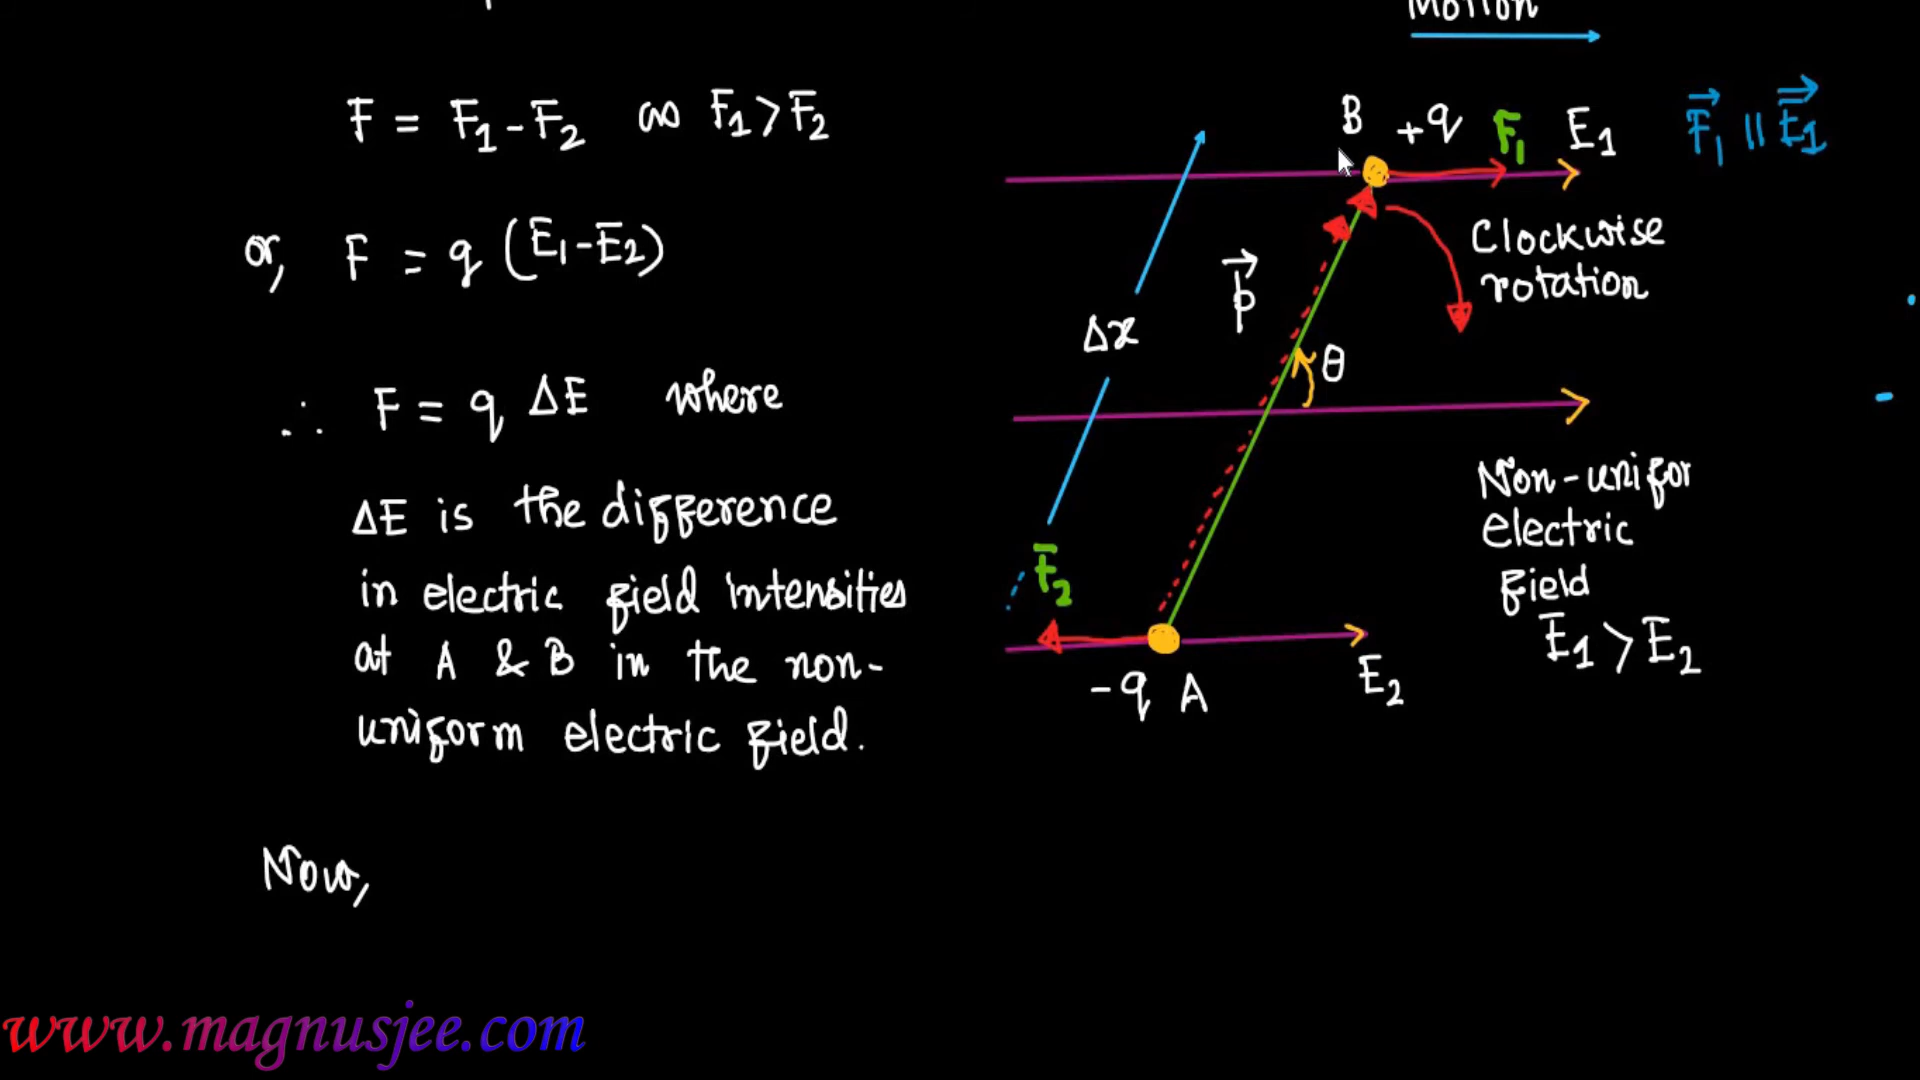 Motion
F = F₁ - F₂ as F₁ > F₂
or, F = q (E₁ - E₂)
∴ F = q ΔE where
ΔE is the difference
in electric field intensities
at A & B in the non-
uniform electric field.
Now,
B +q F₁ E₁ F₁ || E₁
Clockwise
rotation
p
Δx
θ
Non-unifor
electric
field
E₁ > E₂
F₂
-q A E₂
www.magnusjee.com